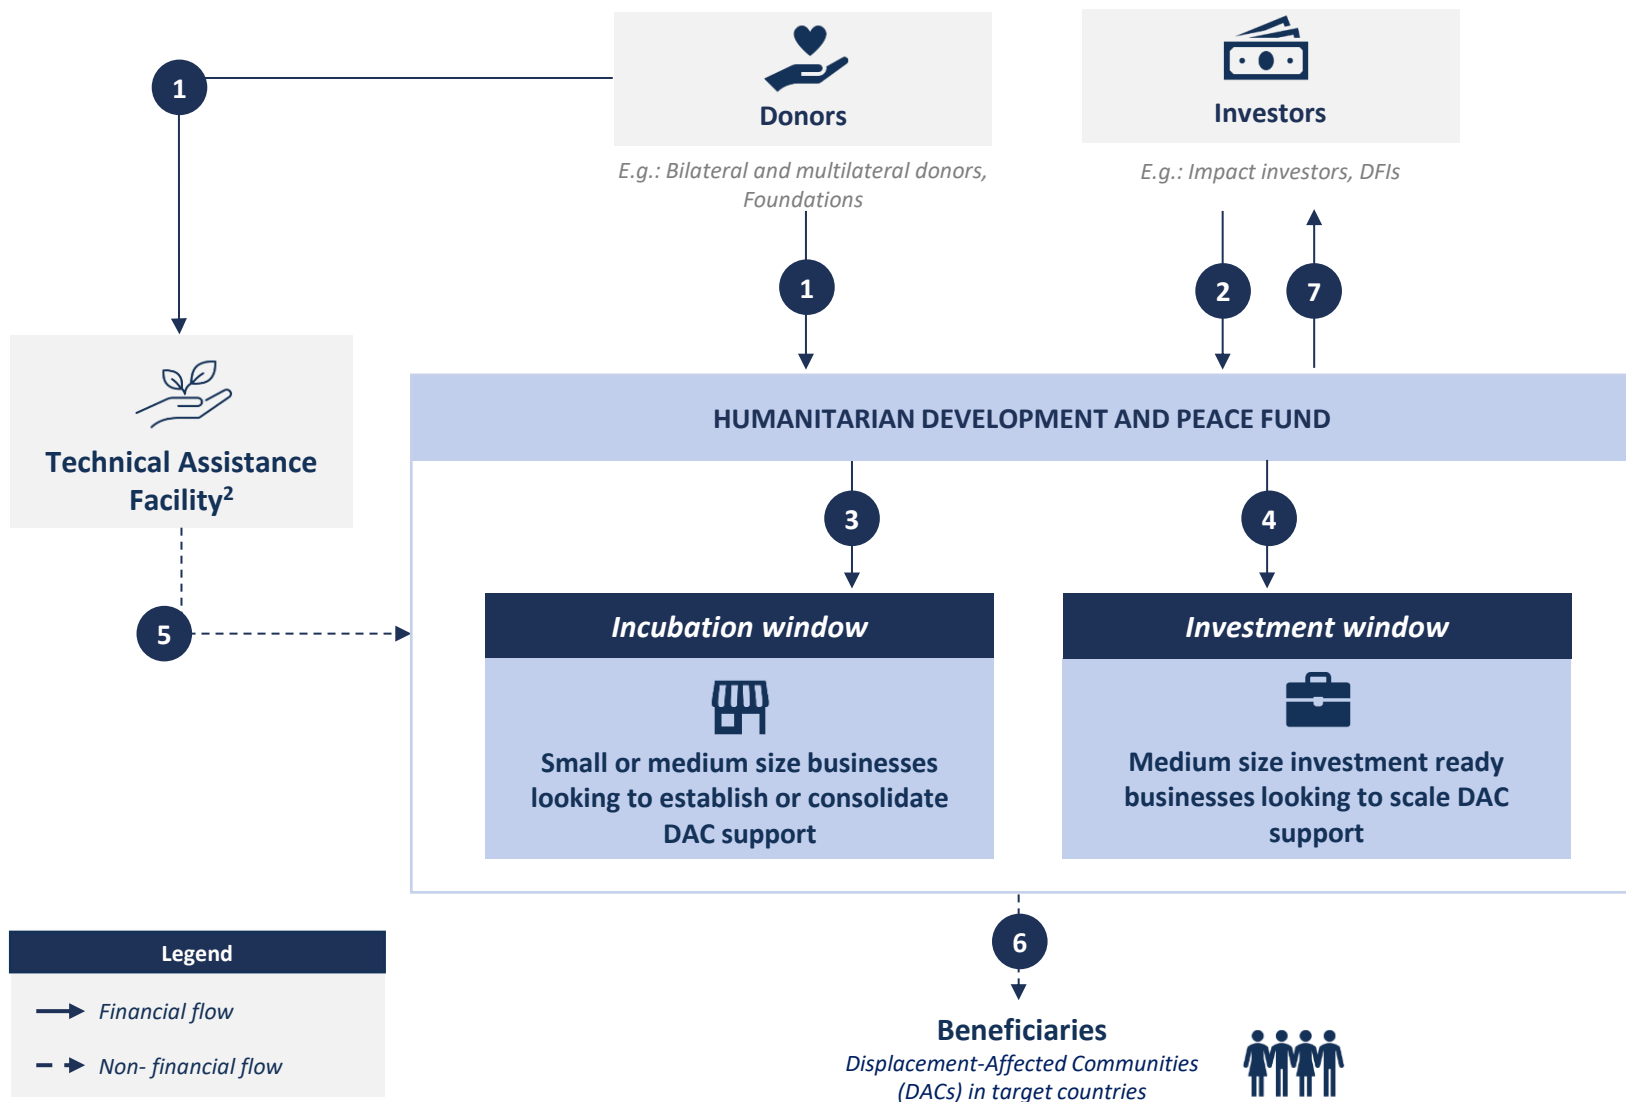 1
Donors
Investors
E.g.: Bilateral and multilateral donors,
Foundations
E.g.: Impact investors, DFIs
1
2
7
Technical Assistance
Facility²
HUMANITARIAN DEVELOPMENT AND PEACE FUND
3
4
5
Incubation window
Small or medium size businesses
looking to establish or consolidate
DAC support
Investment window
Medium size investment ready
businesses looking to scale DAC
support
6
Legend
Financial flow
Non- financial flow
Beneficiaries
Displacement-Affected Communities
(DACs) in target countries